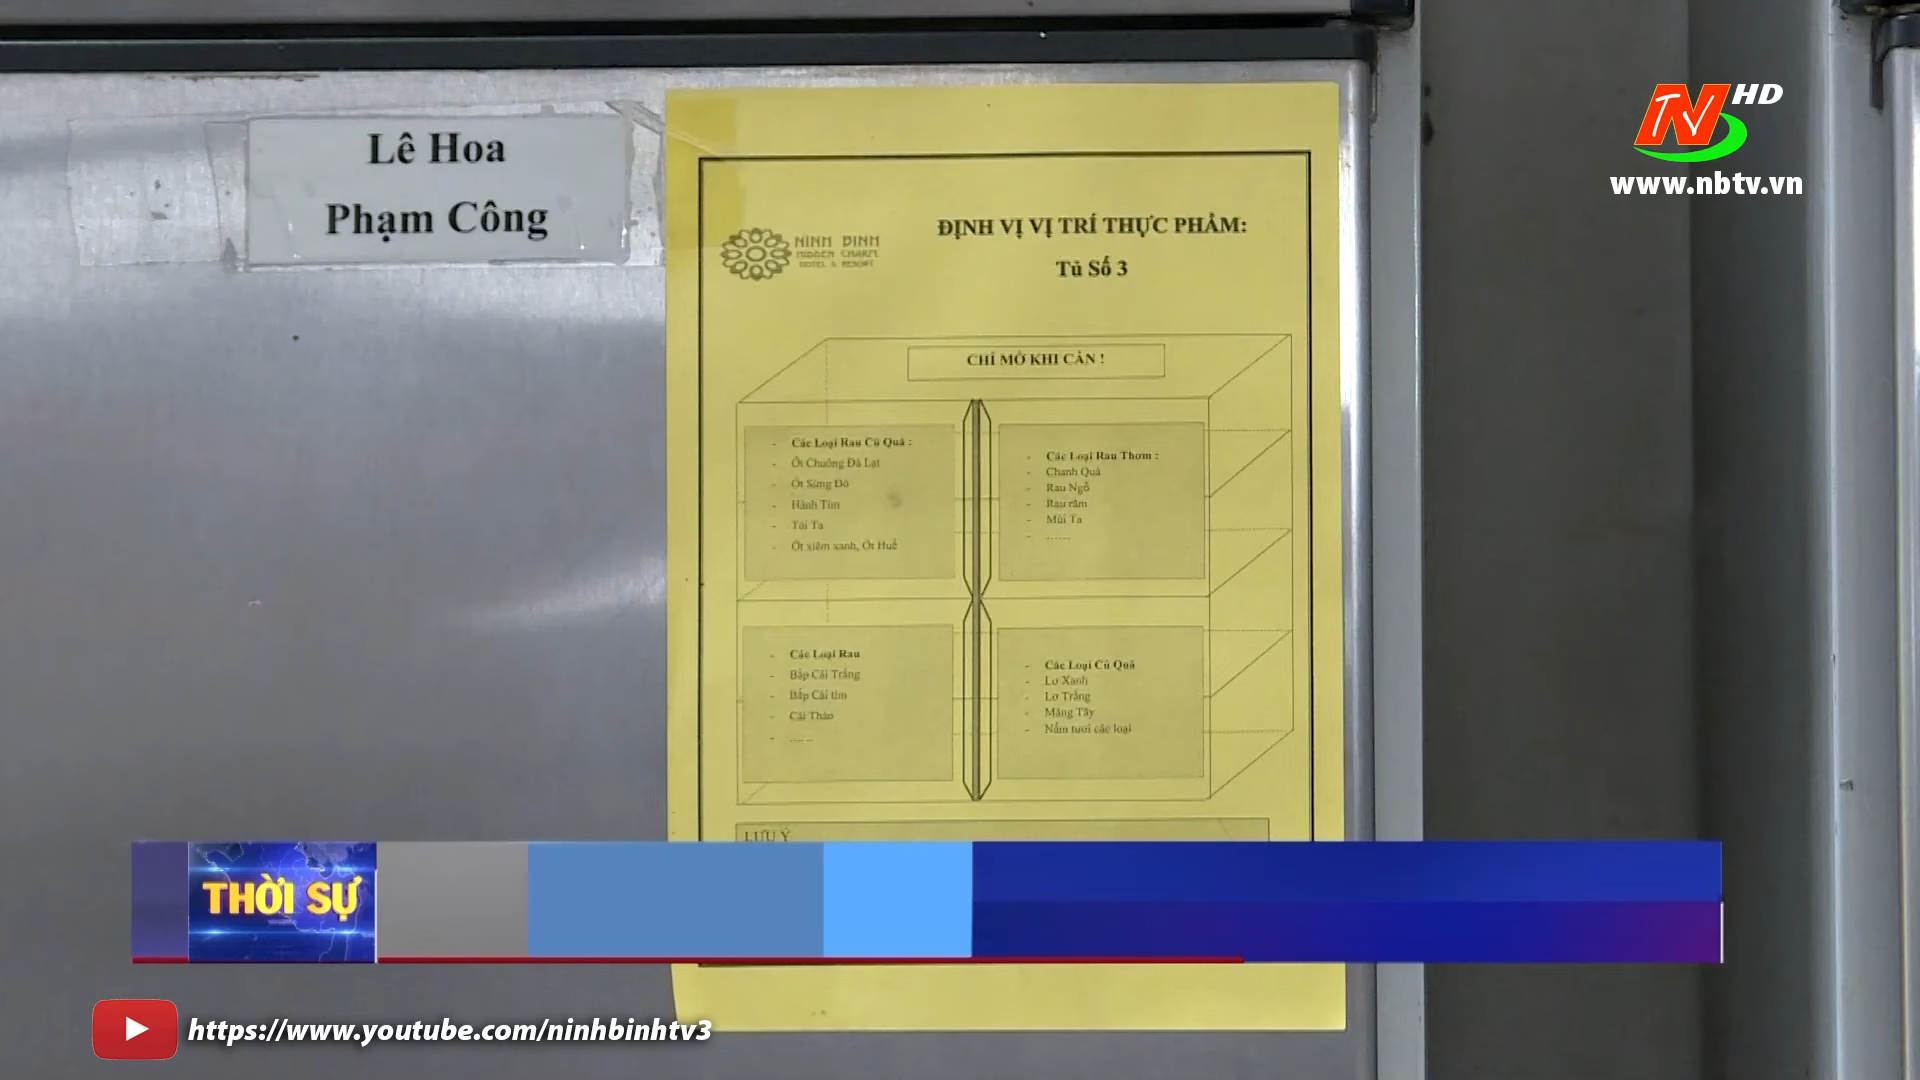 NTV HD
www.nbtv.vn
Lê Hoa
Phạm Công
NINH BINH
HIDDEN CHARM
HOTEL & RESORT
ĐỊNH VỊ VỊ TRÍ THỰC PHẨM:
Tủ Số 3
CHỈ MỞ KHI CẦN !
- Các Loại Rau Củ Quả :
- Ớt Chuông Đà Lạt
- Ớt Sừng Đỏ
- Hành Tím
- Tỏi Ta
- Ớt xiêm xanh, Ớt Huế
- Các Loại Rau Thơm :
- Chanh Quả
- Rau Ngổ
- Rau răm
- Mùi Ta
- ......
- Các Loại Rau
- Bắp Cải Trắng
- Bắp Cải tím
- Cải Thảo
- ......
- Các Loại Củ Quả
- Lơ Xanh
- Lơ Trắng
- Măng Tây
- Nấm tươi các loại
LƯU Ý
THỜI SỰ
https://www.youtube.com/ninhbinhtv3